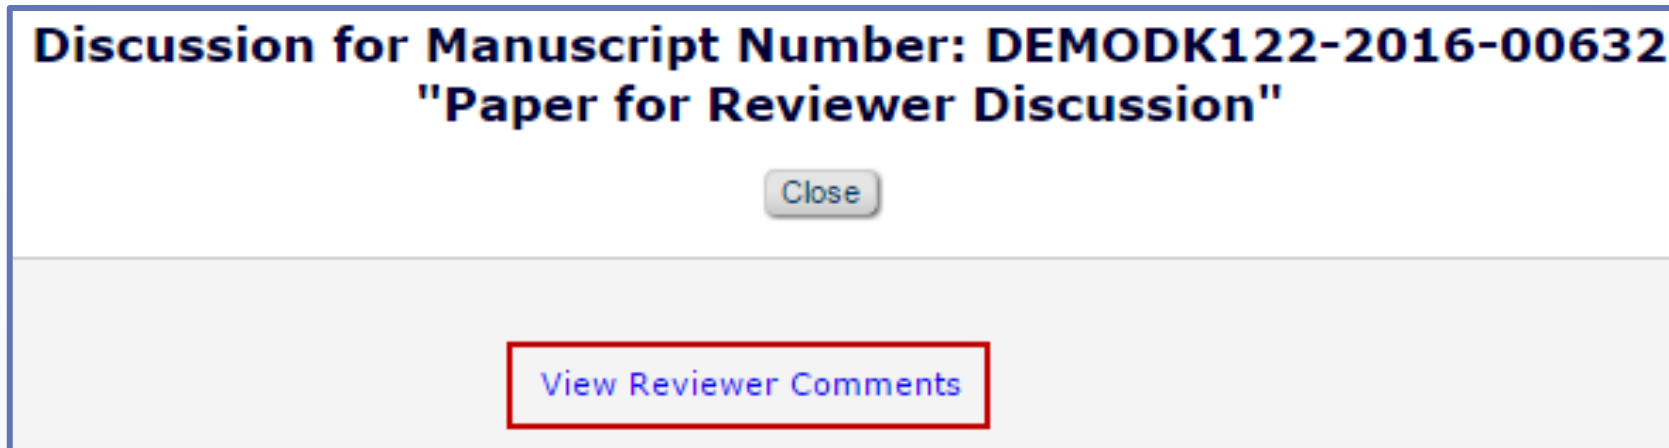 Discussion for Manuscript Number: DEMODK122-2016-00632
"Paper for Reviewer Discussion"
Close
View Reviewer Comments